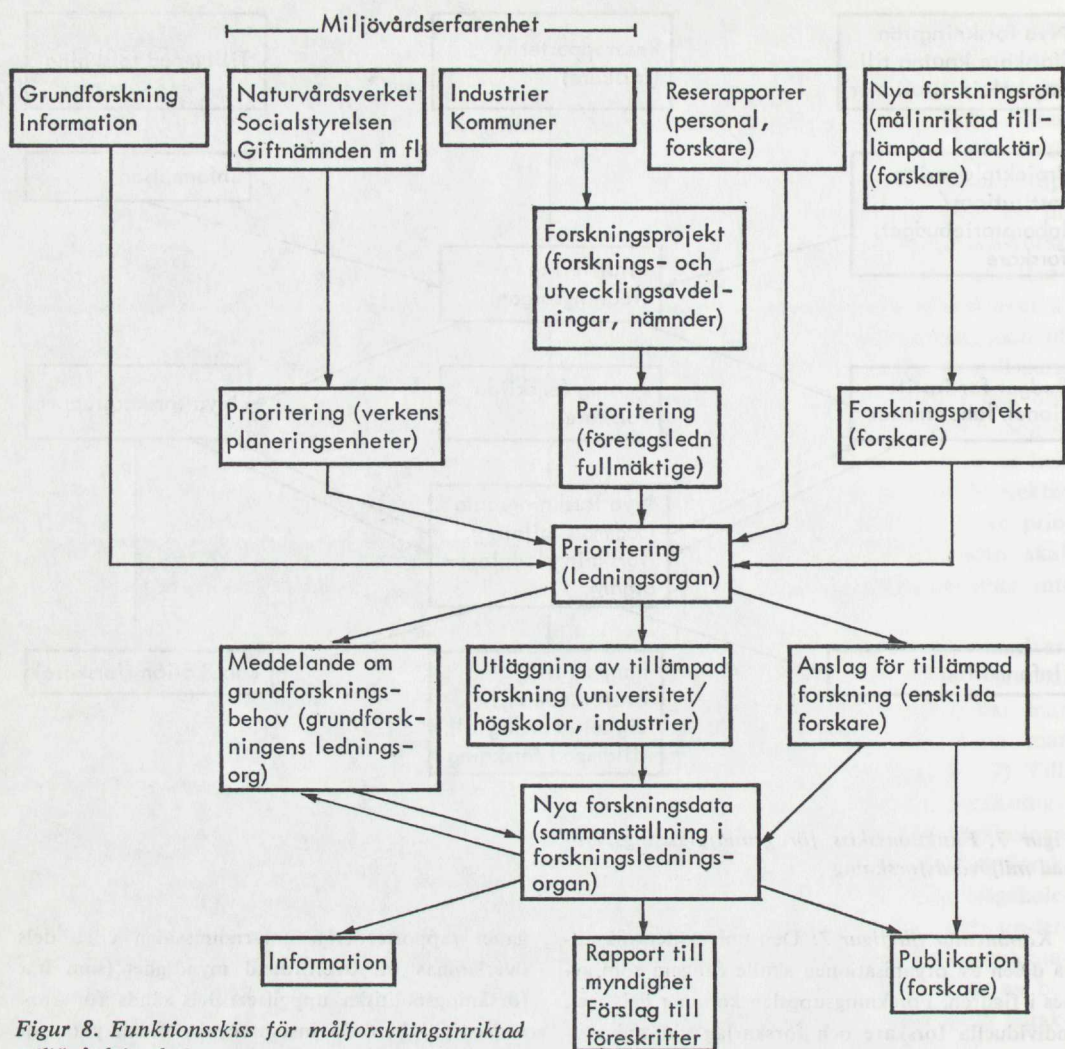 Miljövårdserfarenhet
Grundforskning
Information
Naturvårdsverket
Socialstyrelsen
Giftnämnden m fl
Industrier
Kommuner
Reserapporter
(personal,
forskare)
Nya forskningsrön
(målinriktad till-
lämpad karaktär)
(forskare)
Forskningsprojekt
(forsknings- och
utvecklingsavdel-
ningar, nämnder)
Prioritering (verkens
planeringsenheter)
Prioritering
(företagsledn
fullmäktige)
Forskningsprojekt
(forskare)
Prioritering
(ledningsorgan)
Meddelande om
grundforsknings-
behov (grundforsk-
ningens lednings-
org)
Utläggning av tillämpad
forskning (universitet/
högskolor, industrier)
Anslag för tillämpad
forskning (enskilda
forskare)
Nya forskningsdata
(sammanställning i
forskningslednings-
organ)
Information
Rapport till
myndighet
Förslag till
föreskrifter
Publikation
(forskare)
Figur 8. Funktionsskiss för målforskningsinriktad